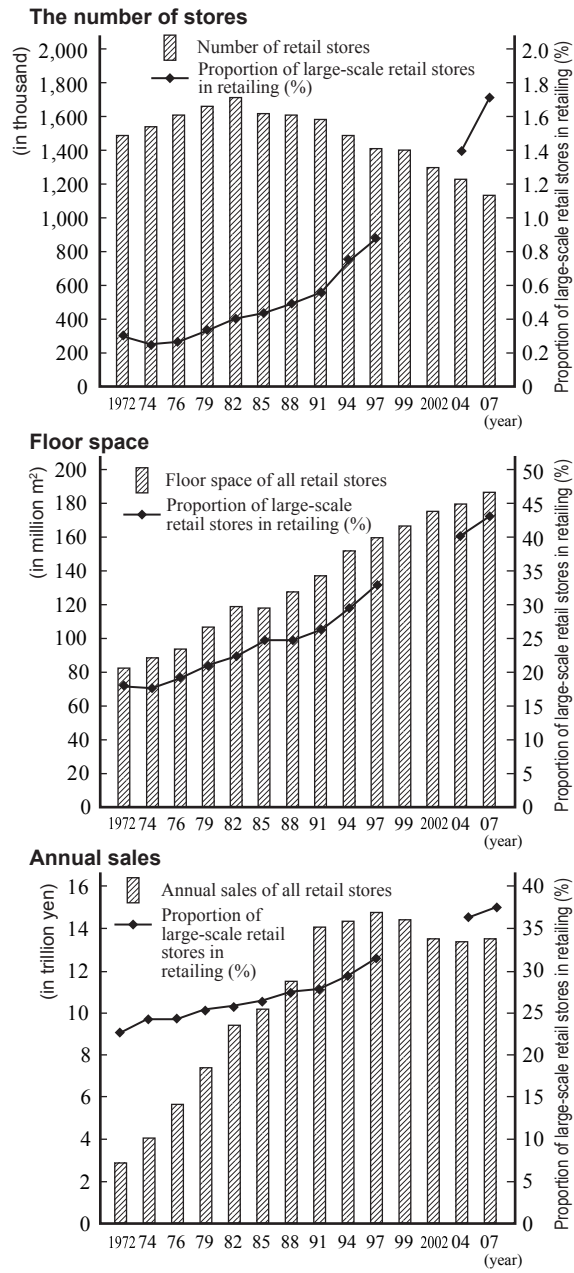 The number of stores
(in thousand)
2,000
1,800
1,600
1,400
1,200
1,000
800
600
400
200
0
Number of retail stores
Proportion of large-scale retail stores
in retailing (%)
2.0
1.8
1.6
1.4
1.2
1.0
0.8
0.6
0.4
0.2
0
Proportion of large-scale retail stores in retailing (%)
1972 74 76 79 82 85 88 91 94 97 99 2002 04 07
(year)
Floor space
(in million m²)
200
180
160
140
120
100
80
60
40
20
0
Floor space of all retail stores
Proportion of large-scale
retail stores in retailing (%)
50
45
40
35
30
25
20
15
10
5
0
Proportion of large-scale retail stores in retailing (%)
1972 74 76 79 82 85 88 91 94 97 99 2002 04 07
(year)
Annual sales
(in trillion yen)
16
14
12
10
8
6
4
2
0
Annual sales of all retail stores
Proportion of
large-scale retail
stores in
retailing (%)
40
35
30
25
20
15
10
5
0
Proportion of large-scale retail stores in retailing (%)
1972 74 76 79 82 85 88 91 94 97 99 2002 04 07
(year)